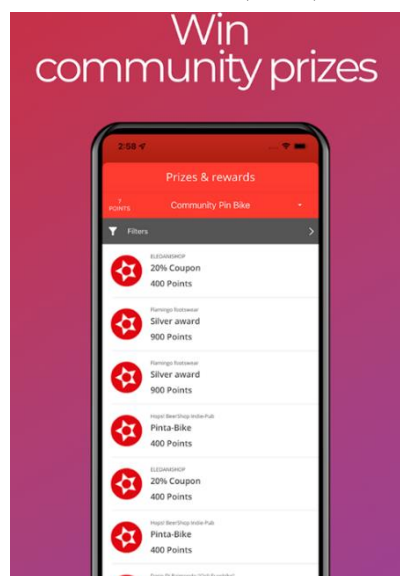 Win
community prizes
2:58
Prizes & rewards
7
POINTS
Community Pin Bike
Filters
ELEGANSHOP
20% Coupon
400 Points
Flamingo footwear
Silver award
900 Points
Flamingo footwear
Silver award
900 Points
Hops! BeerShop Indie-Pub
Pinta-Bike
400 Points
ELEGANSHOP
20% Coupon
400 Points
Hops! BeerShop Indie-Pub
Pinta-Bike
400 Points